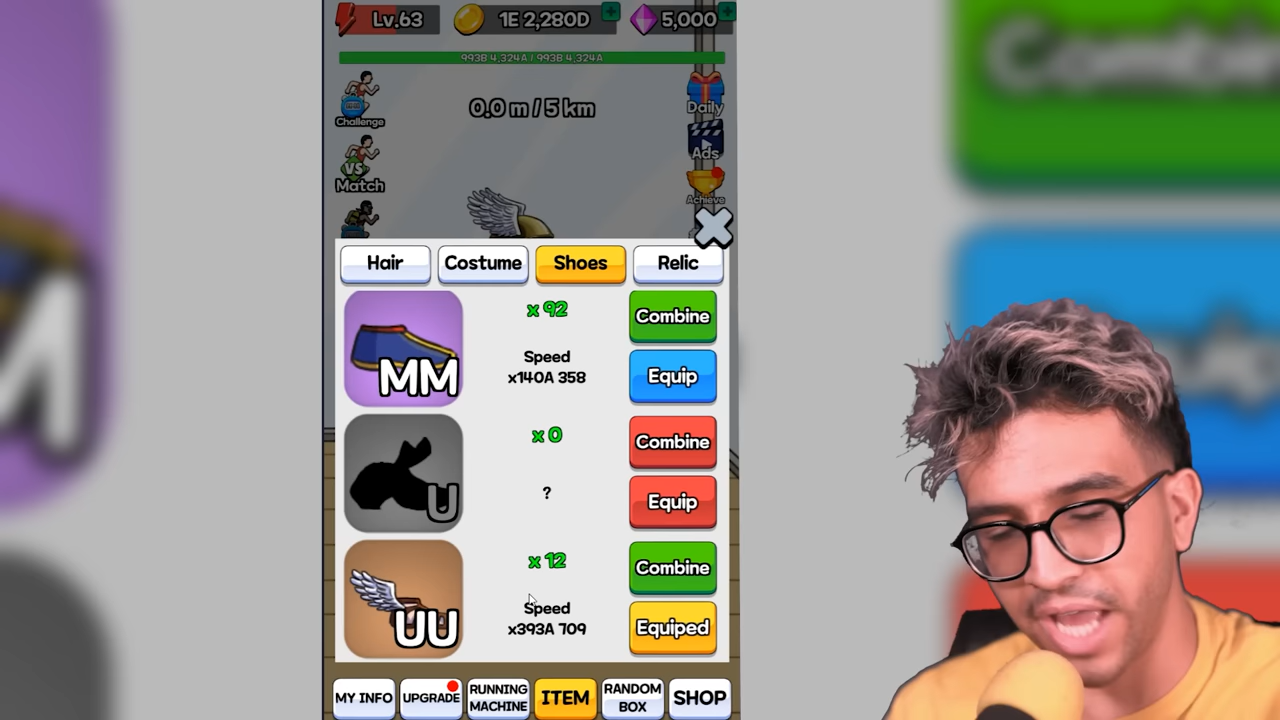 Lv.63
1E 2,280D
5,000
993B 4,324A / 993B 4,324A
0.0 m / 5 km
Challenge
VS
Match
Daily
Ads
Achieve
Hair
Costume
Shoes
Relic
MM
x 92
Speed
x140A 358
Combine
Equip
U
x 0
?
Combine
Equip
UU
x 12
Speed
x393A 709
Combine
Equiped
MY INFO
UPGRADE
RUNNING
MACHINE
ITEM
RANDOM
BOX
SHOP